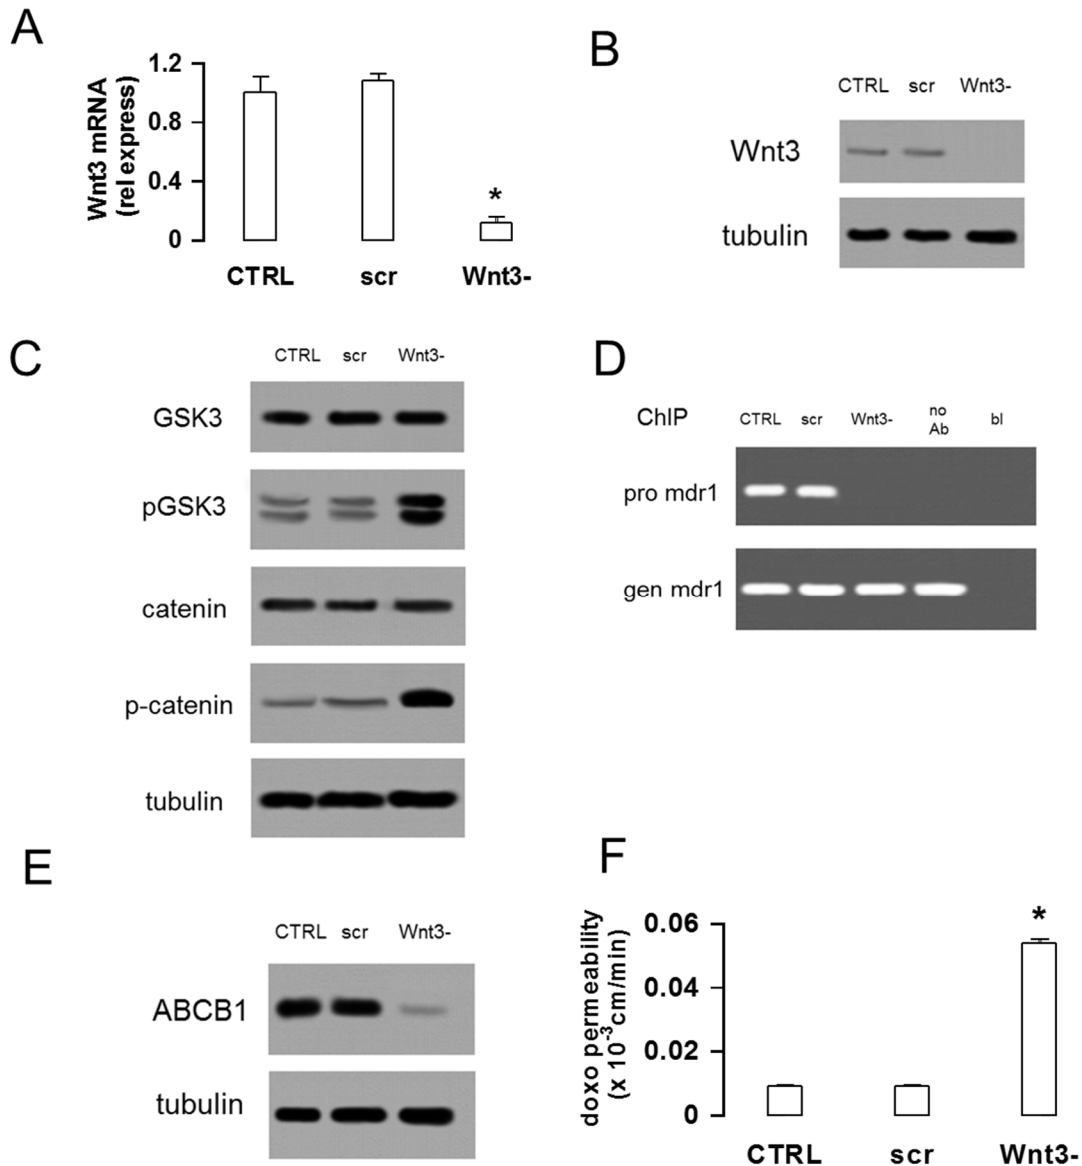 A
Wnt3 mRNA
(rel express)
1.2
0.8
0.4
0
*
CTRL scr Wnt3-
B
CTRL scr Wnt3-
Wnt3
tubulin
C
CTRL scr Wnt3-
GSK3
pGSK3
catenin
p-catenin
tubulin
D
ChIP CTRL scr Wnt3- no Ab bl
pro mdr1
gen mdr1
E
CTRL scr Wnt3-
ABCB1
tubulin
F
doxo permeability
(x 10⁻³cm/min)
0.06
0.04
0.02
0
*
CTRL scr Wnt3-